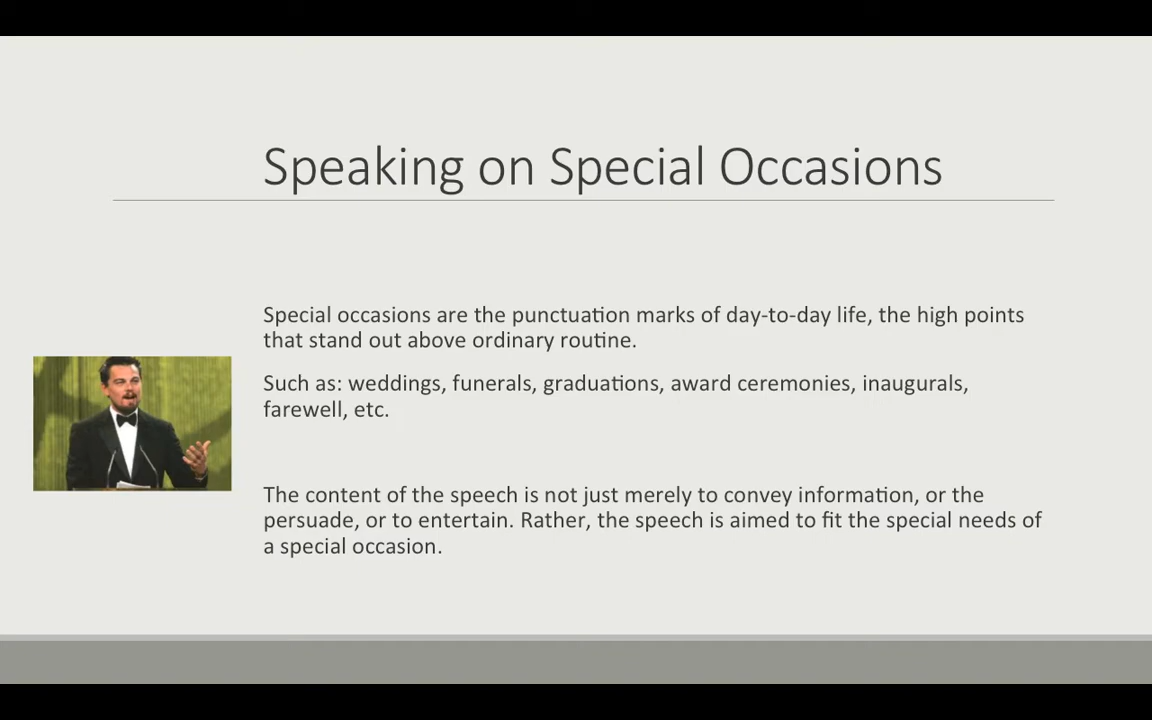 Speaking on Special Occasions
Special occasions are the punctuation marks of day-to-day life, the high points
that stand out above ordinary routine.
Such as: weddings, funerals, graduations, award ceremonies, inaugurals,
farewell, etc.
The content of the speech is not just merely to convey information, or the
persuade, or to entertain. Rather, the speech is aimed to fit the special needs of
a special occasion.